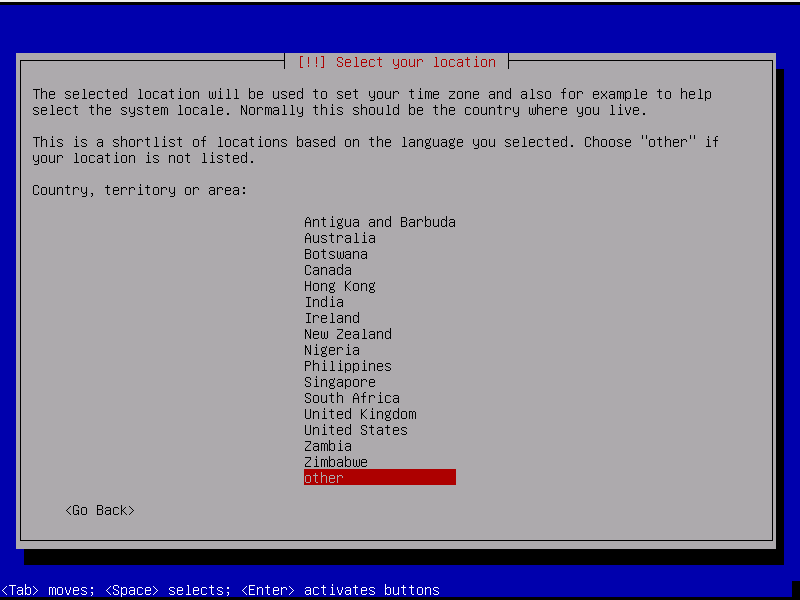 [!!] Select your location
The selected location will be used to set your time zone and also for example to help
select the system locale. Normally this should be the country where you live.
This is a shortlist of locations based on the language you selected. Choose "other" if
your location is not listed.
Country, territory or area:
Antigua and Barbuda
Australia
Botswana
Canada
Hong Kong
India
Ireland
New Zealand
Nigeria
Philippines
Singapore
South Africa
United Kingdom
United States
Zambia
Zimbabwe
other
<Go Back>
<Tab> moves; <Space> selects; <Enter> activates buttons